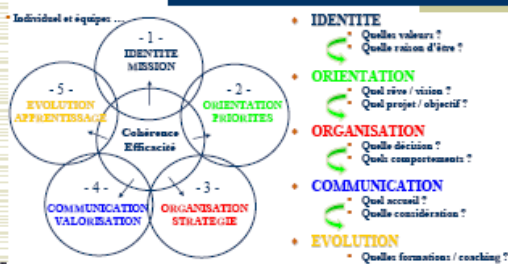 Individuel et équipes ...
- 1 -
IDENTITE
MISSION
- 2 -
ORIENTATION
PRIORITES
- 3 -
ORGANISATION
STRATEGIE
- 4 -
COMMUNICATION
VALORISATION
- 5 -
EVOLUTION
APPRENTISSAGE
Cohérence
Efficacité
IDENTITE
Quelles valeurs ?
Quelle raison d'être ?
ORIENTATION
Quel rêve / vision ?
Quel projet / objectif ?
ORGANISATION
Quelle décision ?
Quels comportements ?
COMMUNICATION
Quel accueil ?
Quelle considération ?
EVOLUTION
Quelles formations / coaching ?